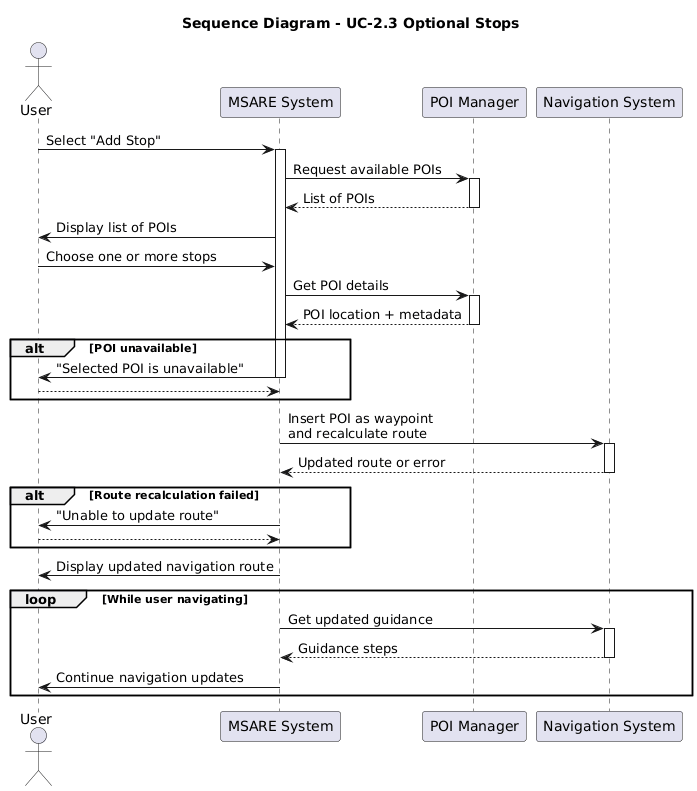 Sequence Diagram - UC-2.3 Optional Stops
User
MSARE System
POI Manager
Navigation System
Select "Add Stop"
Request available POIs
List of POIs
Display list of POIs
Choose one or more stops
Get POI details
POI location + metadata
alt
[POI unavailable]
"Selected POI is unavailable"
Insert POI as waypoint
and recalculate route
Updated route or error
alt
[Route recalculation failed]
"Unable to update route"
Display updated navigation route
loop
[While user navigating]
Get updated guidance
Guidance steps
Continue navigation updates
User
MSARE System
POI Manager
Navigation System